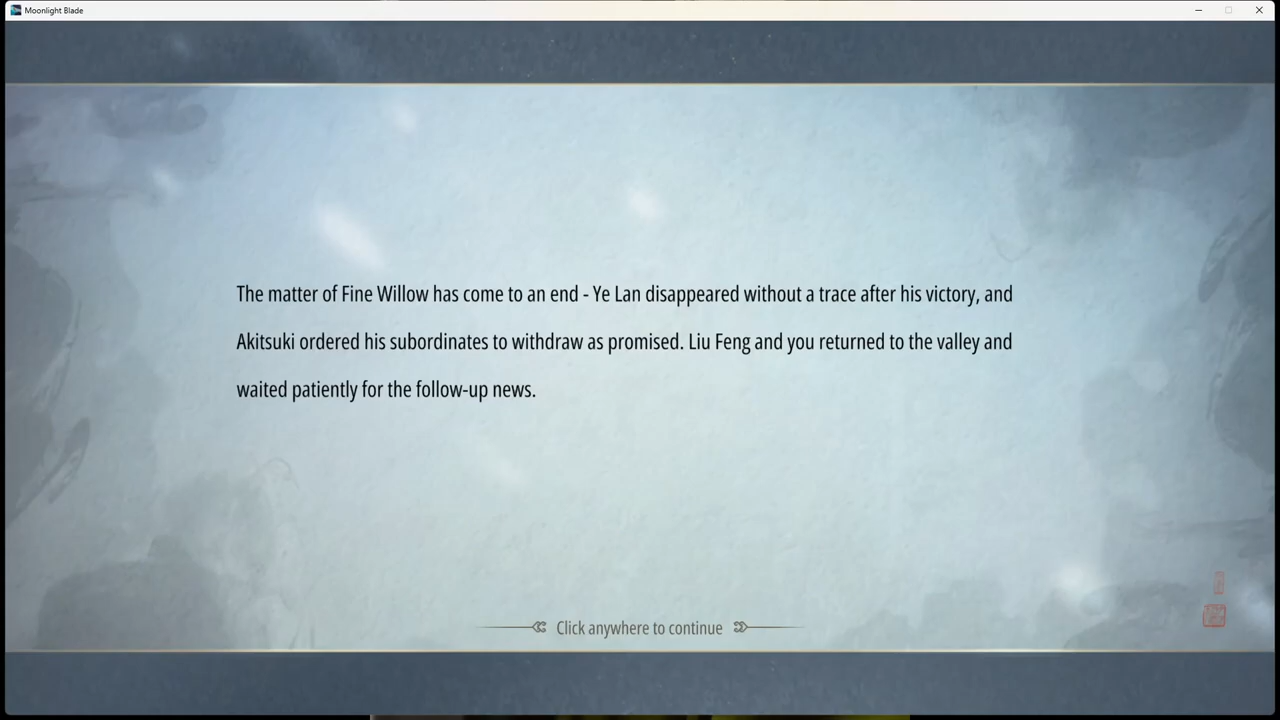 Moonlight Blade
The matter of Fine Willow has come to an end - Ye Lan disappeared without a trace after his victory, and
Akitsuki ordered his subordinates to withdraw as promised. Liu Feng and you returned to the valley and
waited patiently for the follow-up news.
Click anywhere to continue